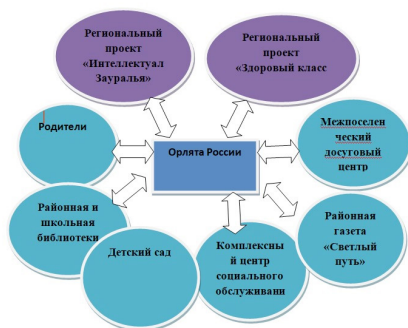 Региональный
проект
«Интеллектуал
Зауралья»
Региональный
проект
«Здоровый класс
Родители
Орлята России
Межпоселен
ческий
досуговый
центр
Районная и
школьная
библиотеки
Детский сад
Комплексны
й центр
социального
обслуживани
Районная
газета
«Светлый
путь»